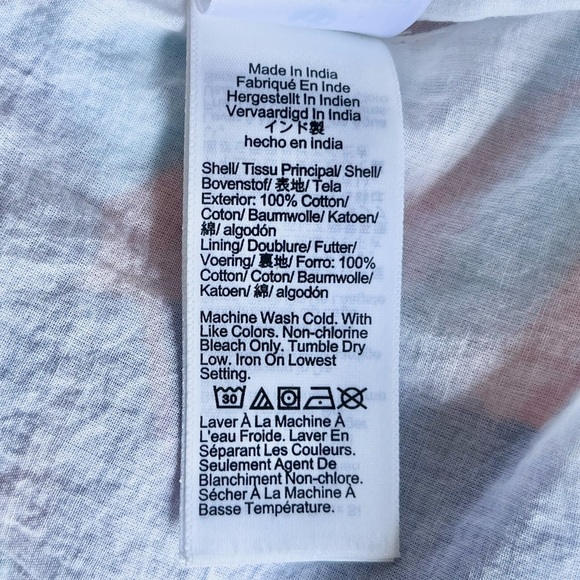 Made In India
Fabriqué En Inde
Hergestellt In Indien
Vervaardigd In India
インド製
hecho en india
Shell/ Tissu Principal/ Shell/
Bovenstof/ 表地/ Tela
Exterior: 100% Cotton/
Coton/ Baumwolle/ Katoen/
綿/ algodón
Lining/ Doublure/ Futter/
Voering/ 裏地/ Forro: 100%
Cotton/ Coton/ Baumwolle/
Katoen/ 綿/ algodón
Machine Wash Cold. With
Like Colors. Non-chlorine
Bleach Only. Tumble Dry
Low. Iron On Lowest
Setting.
30
Laver À La Machine À
L'eau Froide. Laver En
Séparant Les Couleurs.
Seulement Agent De
Blanchiment Non-chlore.
Sécher À La Machine À
Basse Température.